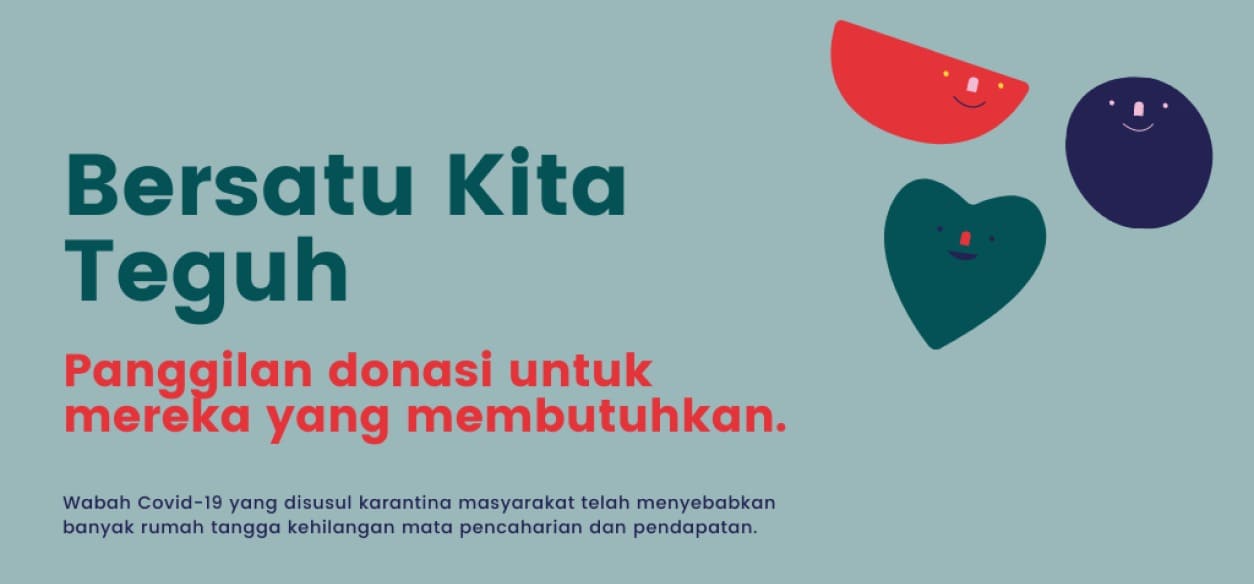 Bersatu Kita
Teguh
Panggilan donasi untuk
mereka yang membutuhkan.
Wabah Covid-19 yang disusul karantina masyarakat telah menyebabkan
banyak rumah tangga kehilangan mata pencaharian dan pendapatan.